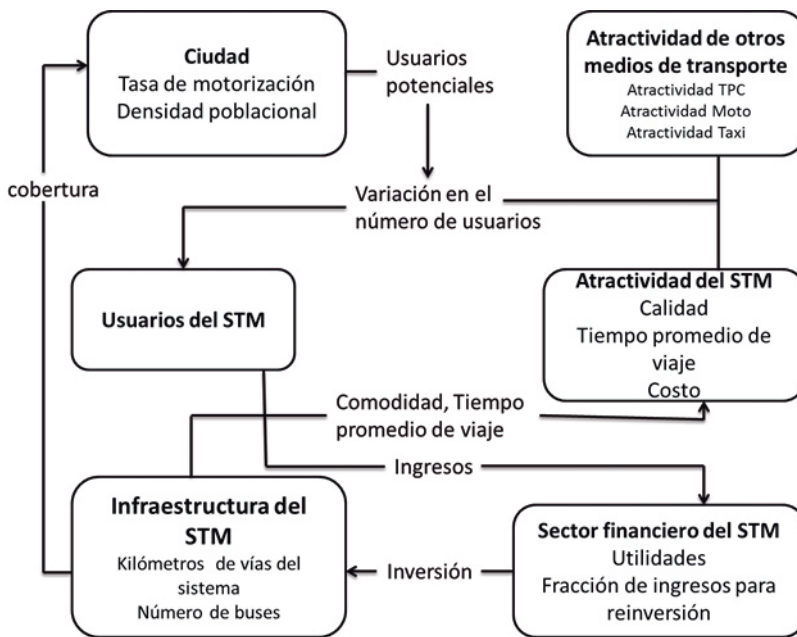 Ciudad
Tasa de motorización
Densidad poblacional
Usuarios
potenciales
Atractividad de otros
medios de transporte
Atractividad TPC
Atractividad Moto
Atractividad Taxi
cobertura
Variación en el
número de usuarios
Usuarios del STM
Atractividad del STM
Calidad
Tiempo promedio de
viaje
Costo
Comodidad, Tiempo
promedio de viaje
Ingresos
Infraestructura del
STM
Kilómetros de vías del
sistema
Número de buses
Inversión
Sector financiero del STM
Utilidades
Fracción de ingresos para
reinversión